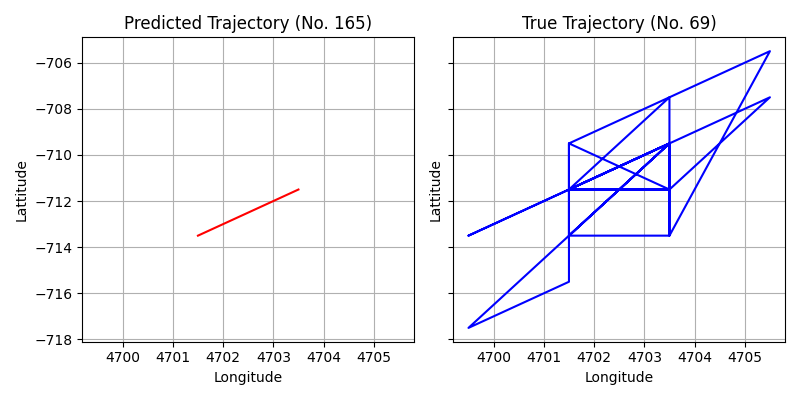 Predicted Trajectory (No. 165)
True Trajectory (No. 69)
Lattitude
−706
−708
−710
−712
−714
−716
−718
4700 4701 4702 4703 4704 4705
Longitude
Lattitude
4700 4701 4702 4703 4704 4705
Longitude